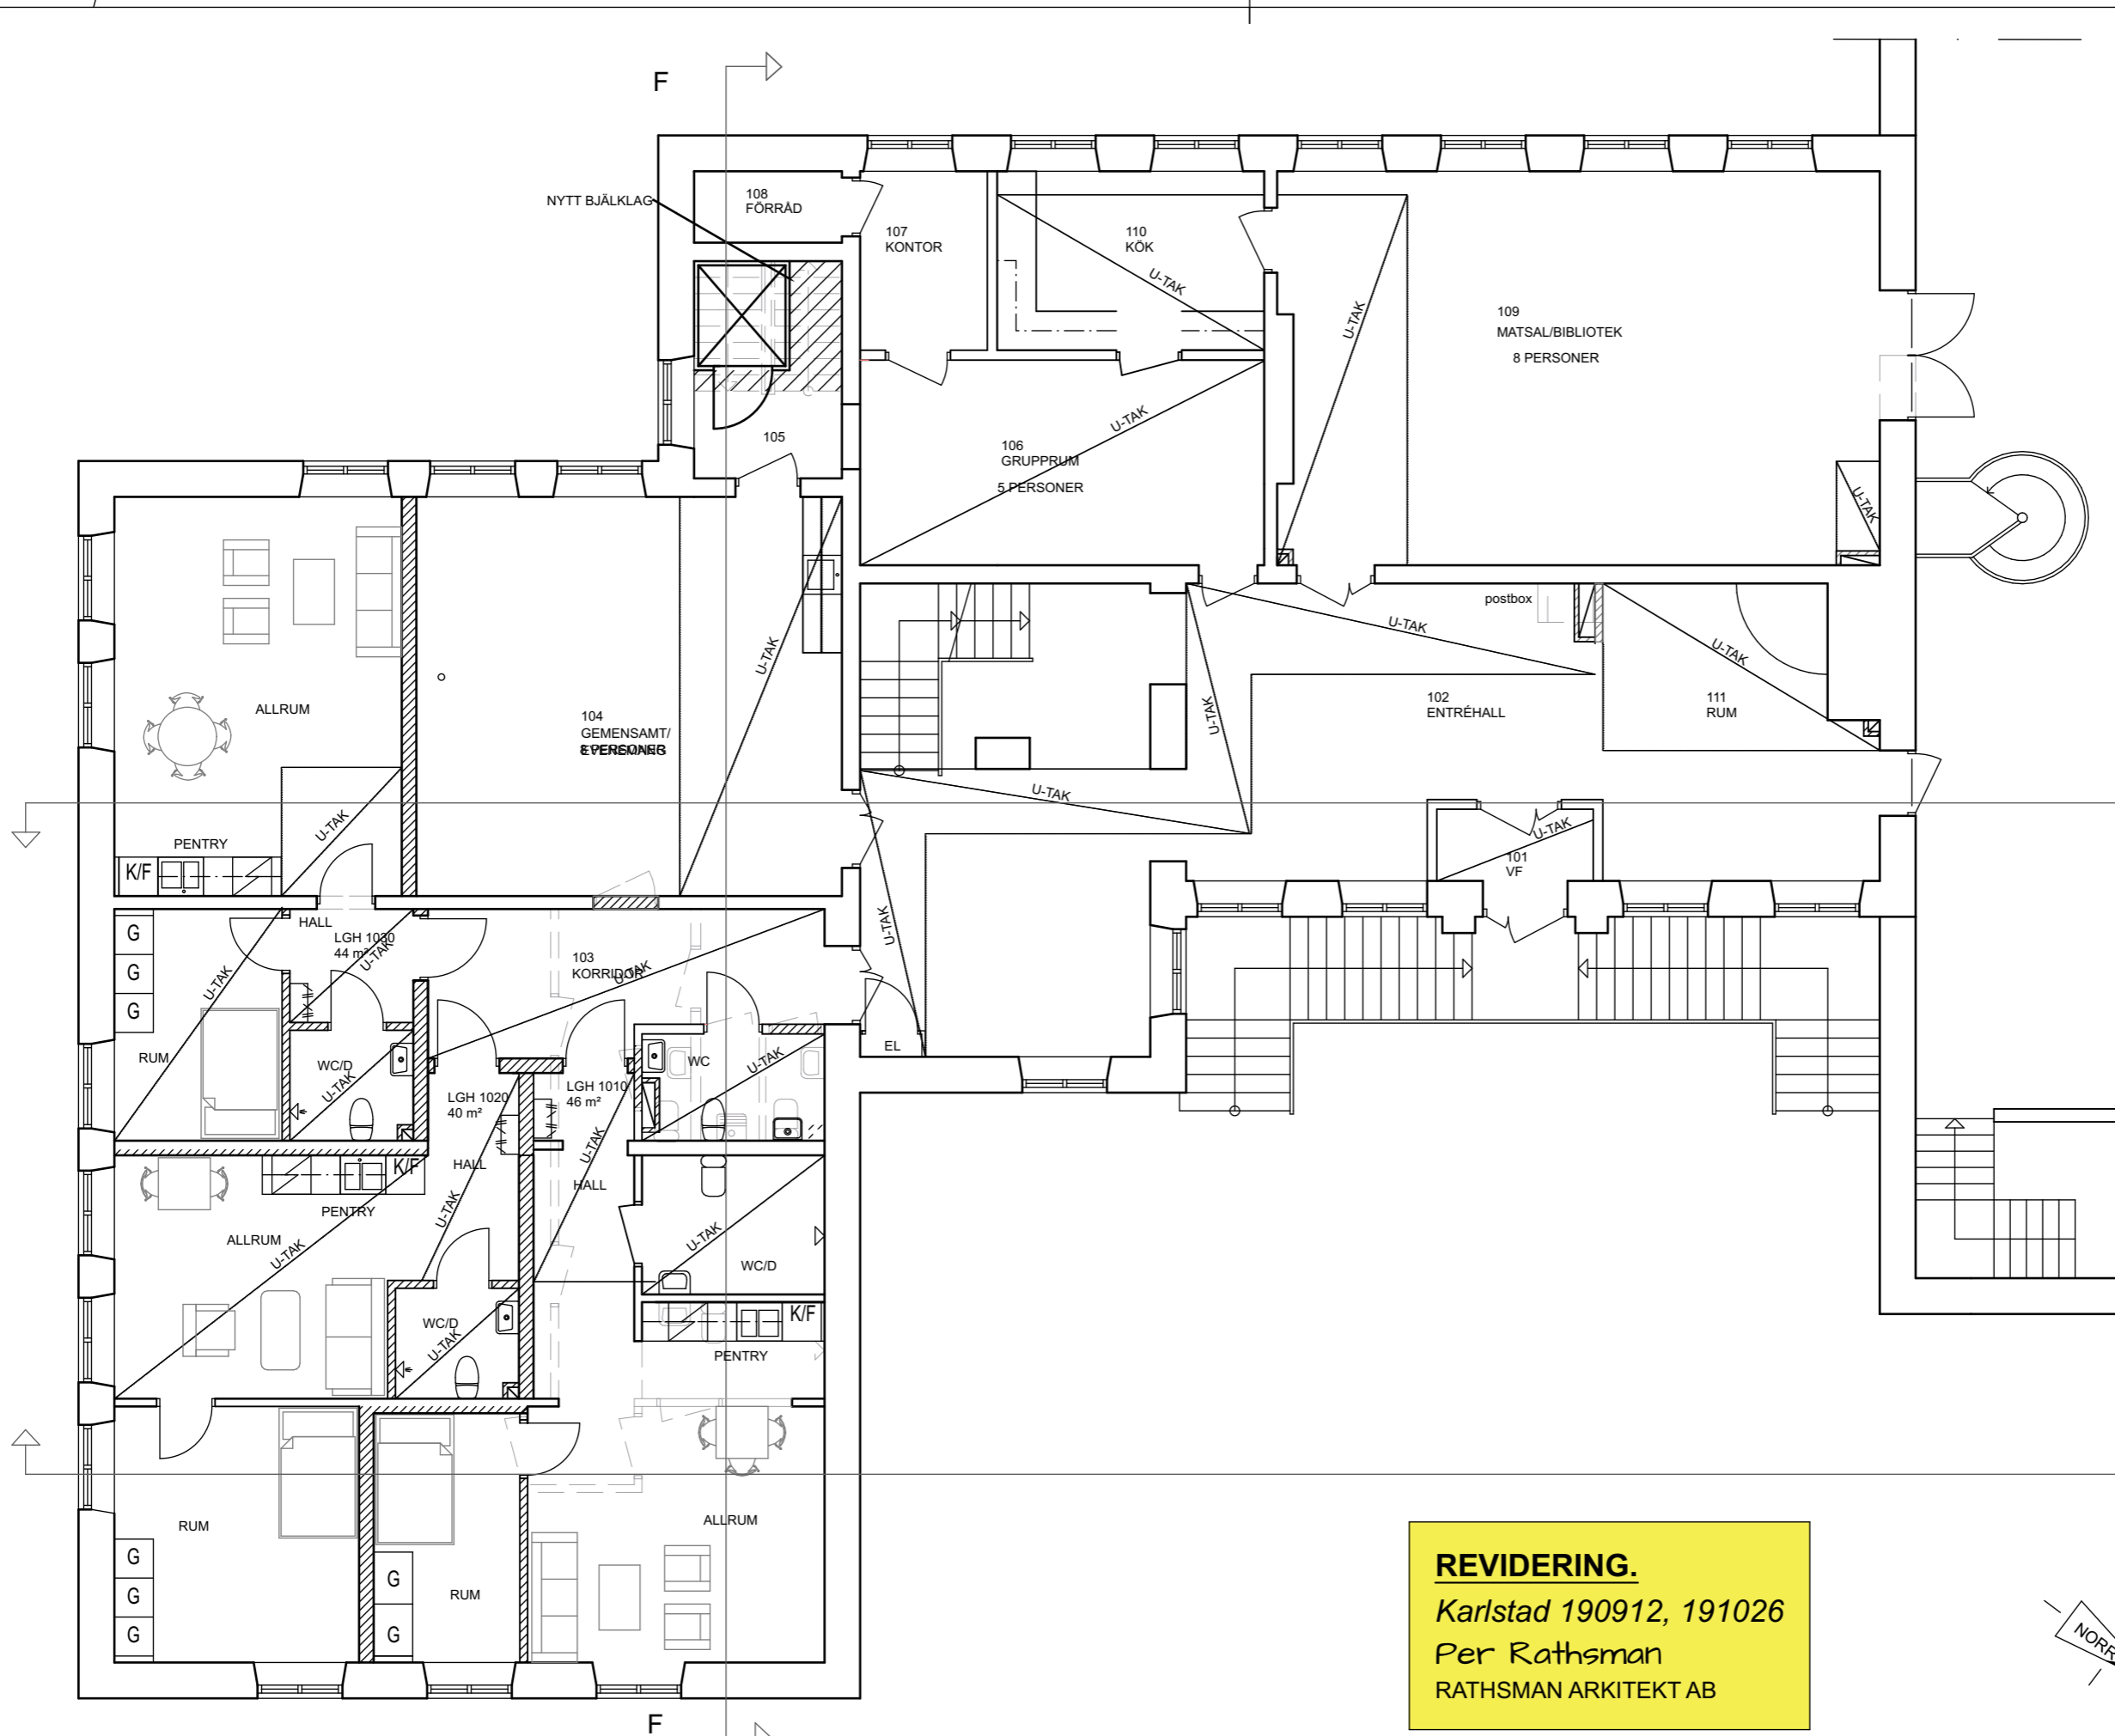 F
NYTT BJÄLKLAG
108
FÖRRÅD
107
KONTOR
110
KÖK
U-TAK
U-TAK
109
MATSAL/BIBLIOTEK
8 PERSONER
105
106
GRUPPRUM
5 PERSONER
U-TAK
U-TAK
ALLRUM
U-TAK
PENTRY
K/F
104
GEMENSAMT/
8 PERSONER
EVENEMANG
U-TAK
postbox
U-TAK
U-TAK
102
ENTRÉHALL
111
RUM
U-TAK
U-TAK
U-TAK
101
VF
U-TAK
HALL
LGH 1030
44 m²
U-TAK
G
G
G
U-TAK
RUM
WC/D
U-TAK
103
KORRIDOR
U-TAK
EL
WC
U-TAK
LGH 1020
40 m²
LGH 1010
46 m²
HALL
U-TAK
U-TAK
HALL
K/F
PENTRY
ALLRUM
U-TAK
U-TAK
WC/D
WC/D
U-TAK
K/F
PENTRY
RUM
G
G
G
G
G
RUM
ALLRUM
F
REVIDERING.
Karlstad 190912, 191026
Per Rathsman
RATHSMAN ARKITEKT AB